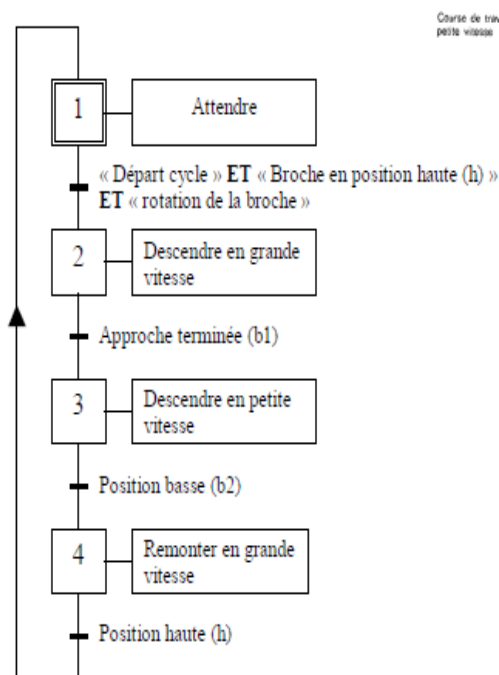 Course de trav
petite vitesse
1
Attendre
« Départ cycle » ET « Broche en position haute (h) »
ET « rotation de la broche »
2
Descendre en grande
vitesse
Approche terminée (b1)
3
Descendre en petite
vitesse
Position basse (b2)
4
Remonter en grande
vitesse
Position haute (h)